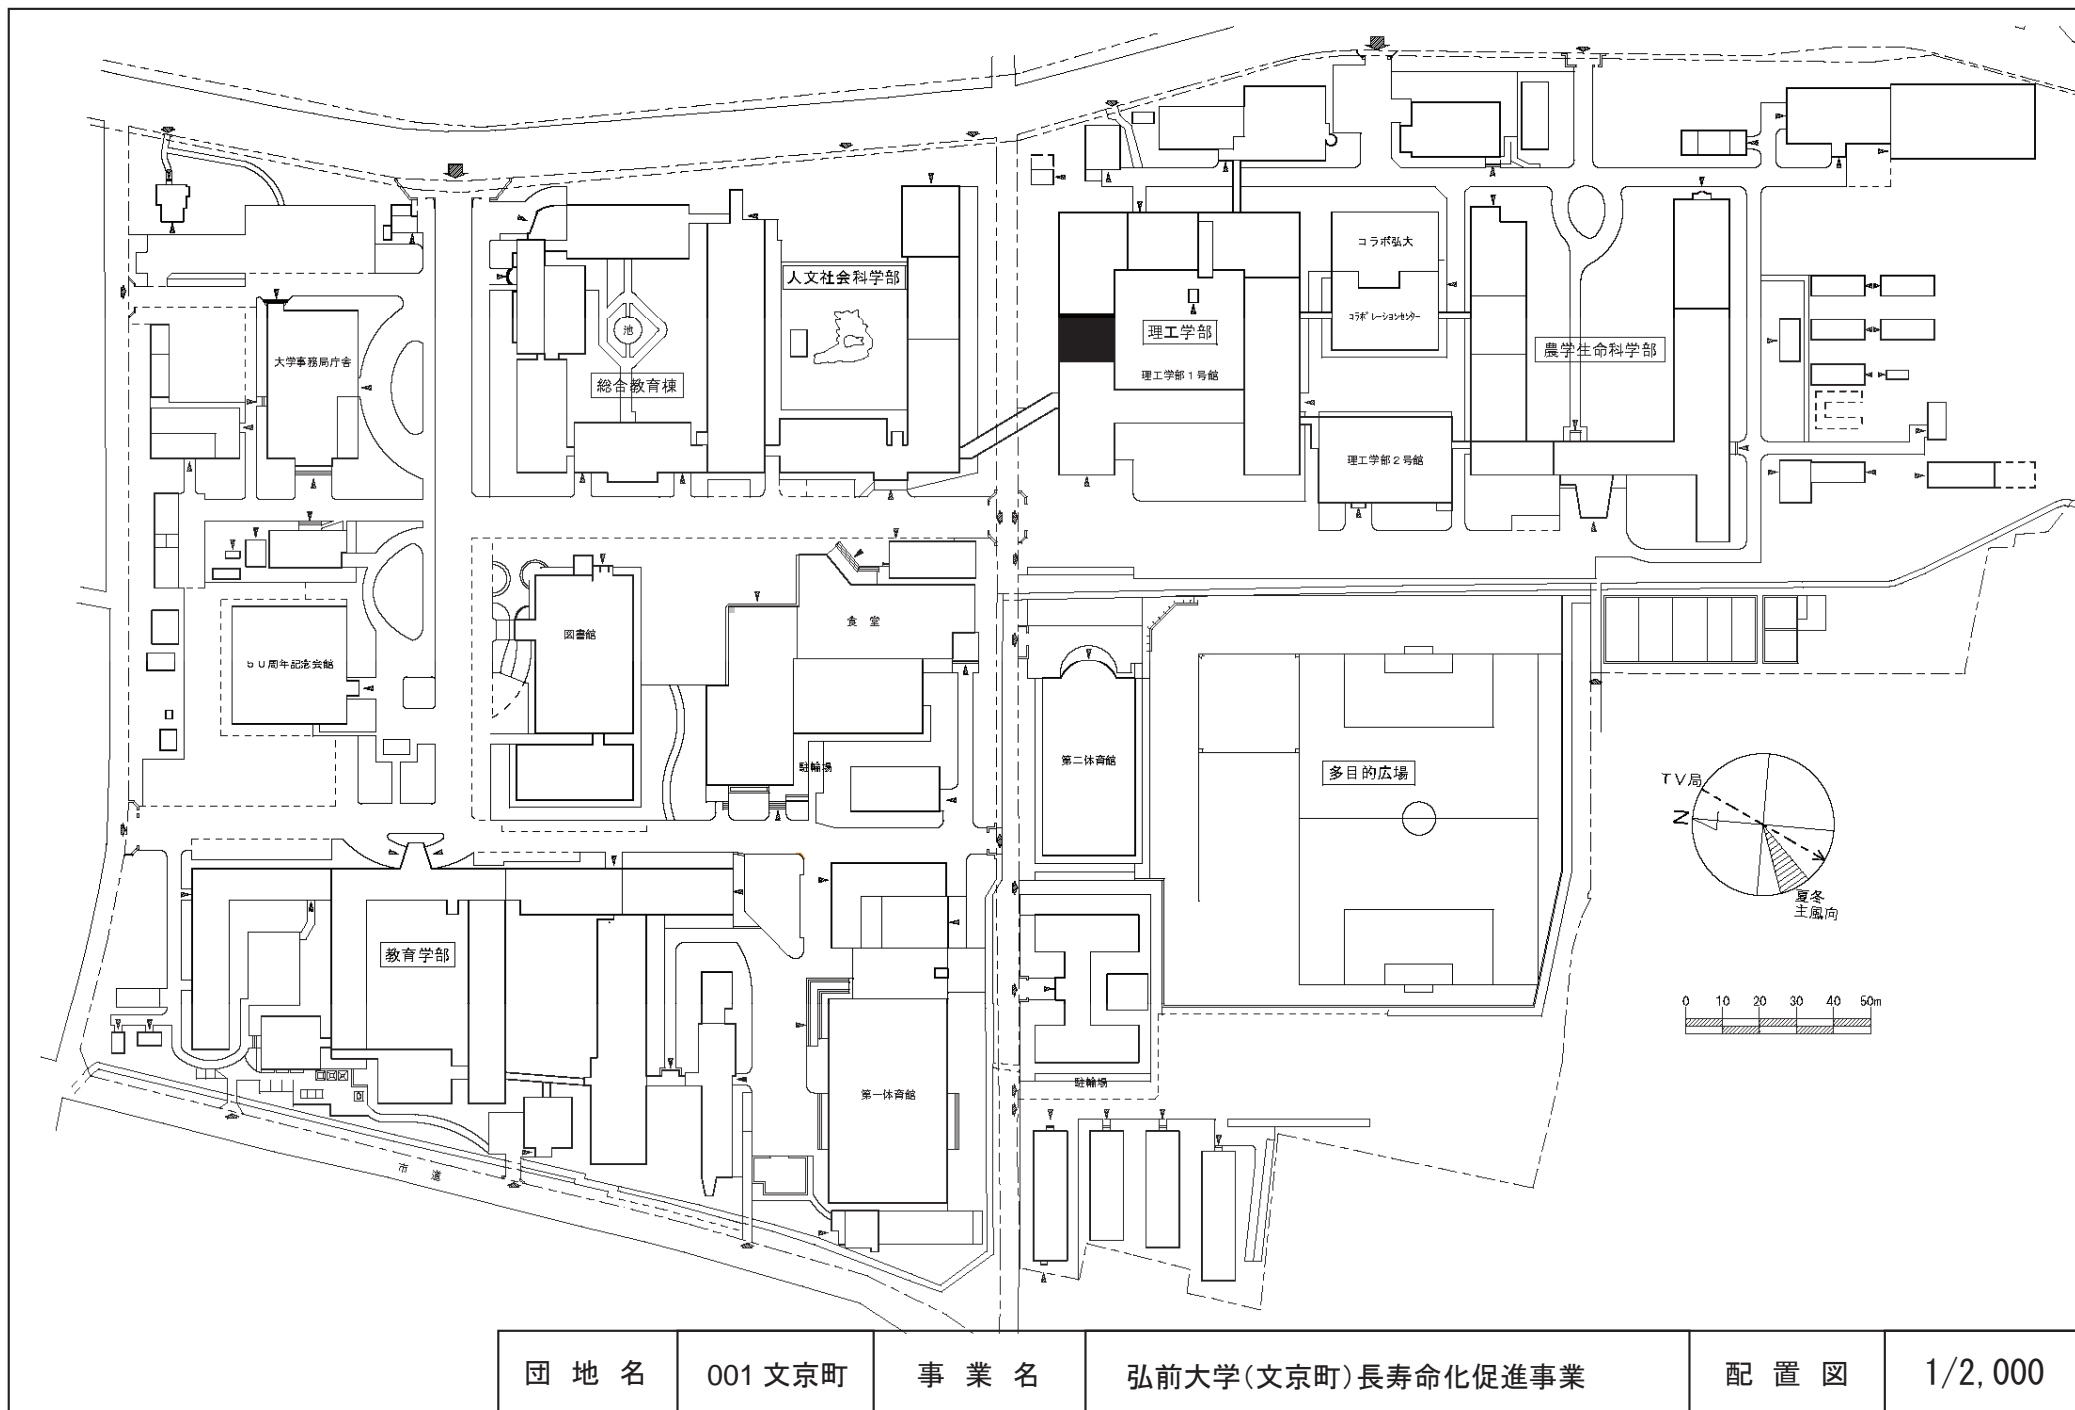 コラボ弘大
人文社会科学部
コラボレーションセンター
池
理工学部
農学生命科学部
大学事務局庁舎
理工学部1号館
総合教育棟
理工学部2号館
図書館
食堂
50周年記念会館
第二体育館
駐輪場
多目的広場
TV局
N
夏冬
主風向
教育学部
0 10 20 30 40 50m
駐輪場
第一体育館
市道
団地名 001 文京町 事業名 弘前大学(文京町)長寿命化促進事業 配置図 1/2,000